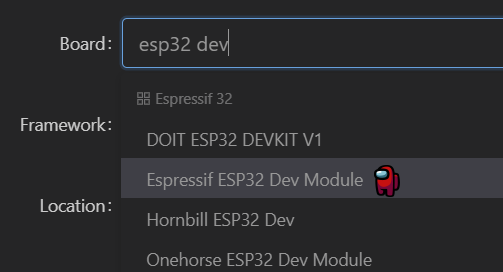 Board:
esp32 dev
Espressif 32
Framework:
DOIT ESP32 DEVKIT V1
Espressif ESP32 Dev Module
Location:
Hornbill ESP32 Dev
Onehorse ESP32 Dev Module